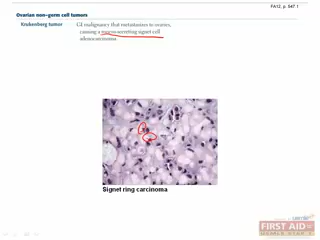 FA12, p. 547.1
Ovarian non-germ cell tumors
Krukenberg tumor GI malignancy that metastasizes to ovaries,
causing a mucin-secreting signet cell
adenocarcinoma
Signet ring carcinoma
FIRST AID